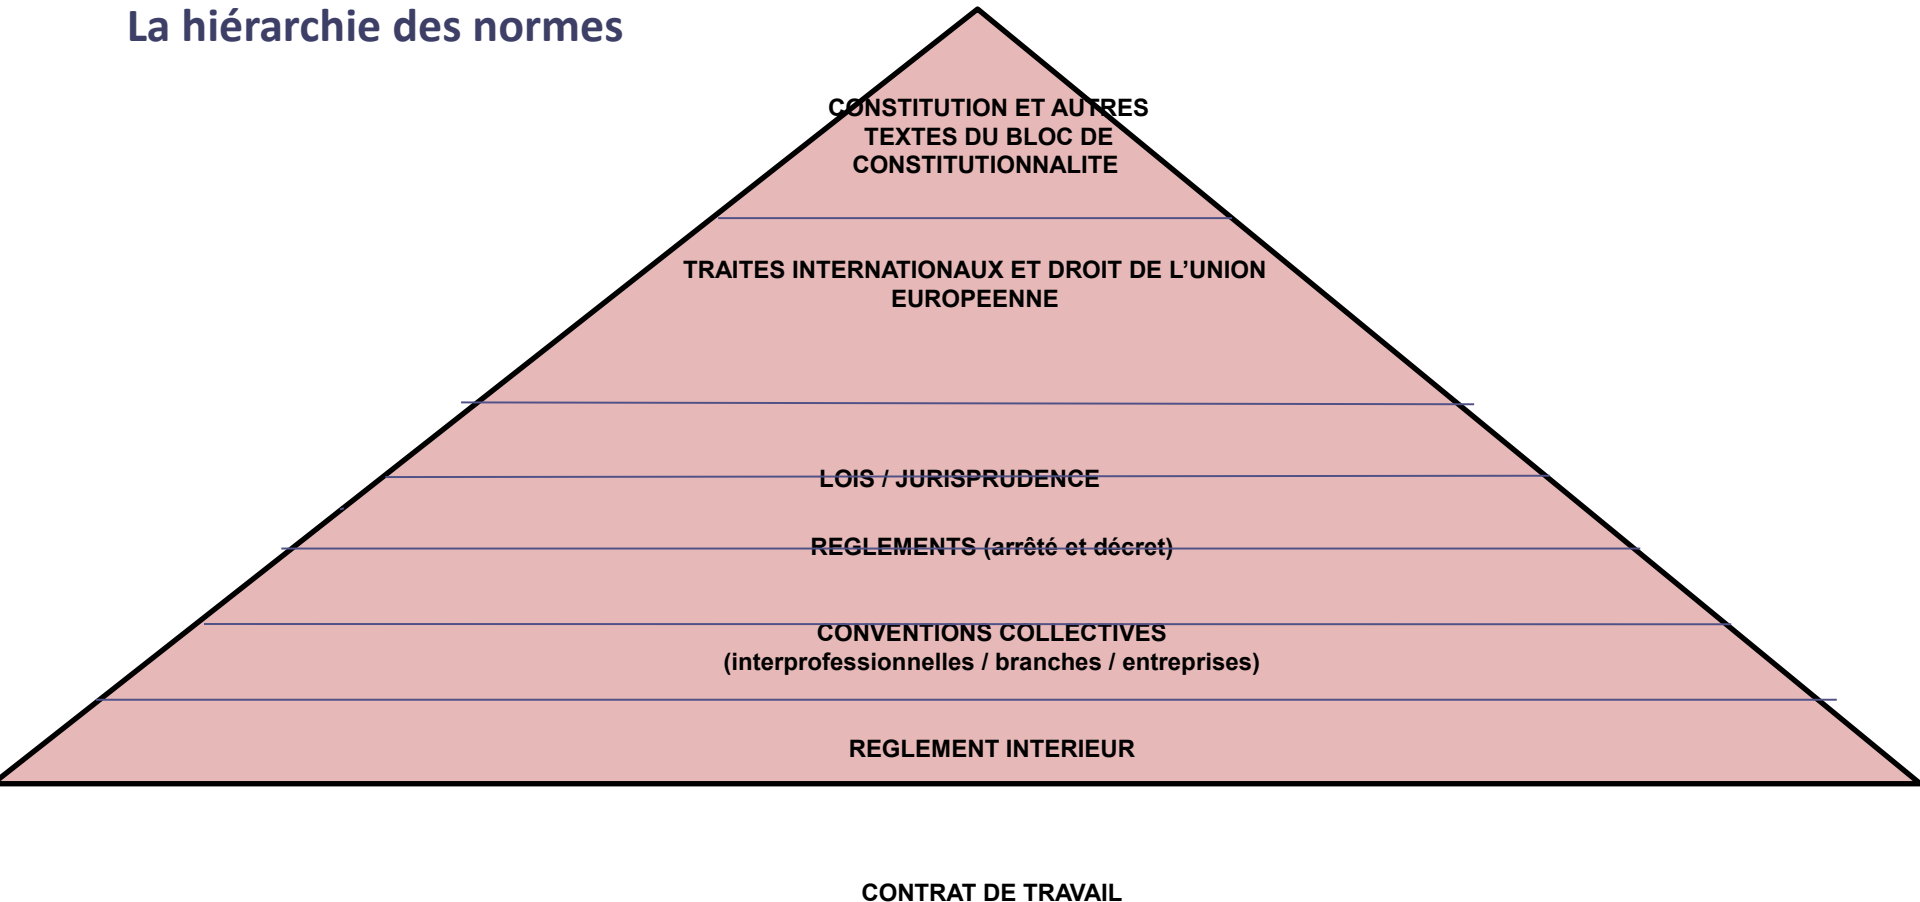 La hiérarchie des normes
CONSTITUTION ET AUTRES
TEXTES DU BLOC DE
CONSTITUTIONNALITE
TRAITES INTERNATIONAUX ET DROIT DE L’UNION
EUROPEENNE
LOIS / JURISPRUDENCE
REGLEMENTS (arrêté et décret)
CONVENTIONS COLLECTIVES
(interprofessionnelles / branches / entreprises)
REGLEMENT INTERIEUR
CONTRAT DE TRAVAIL